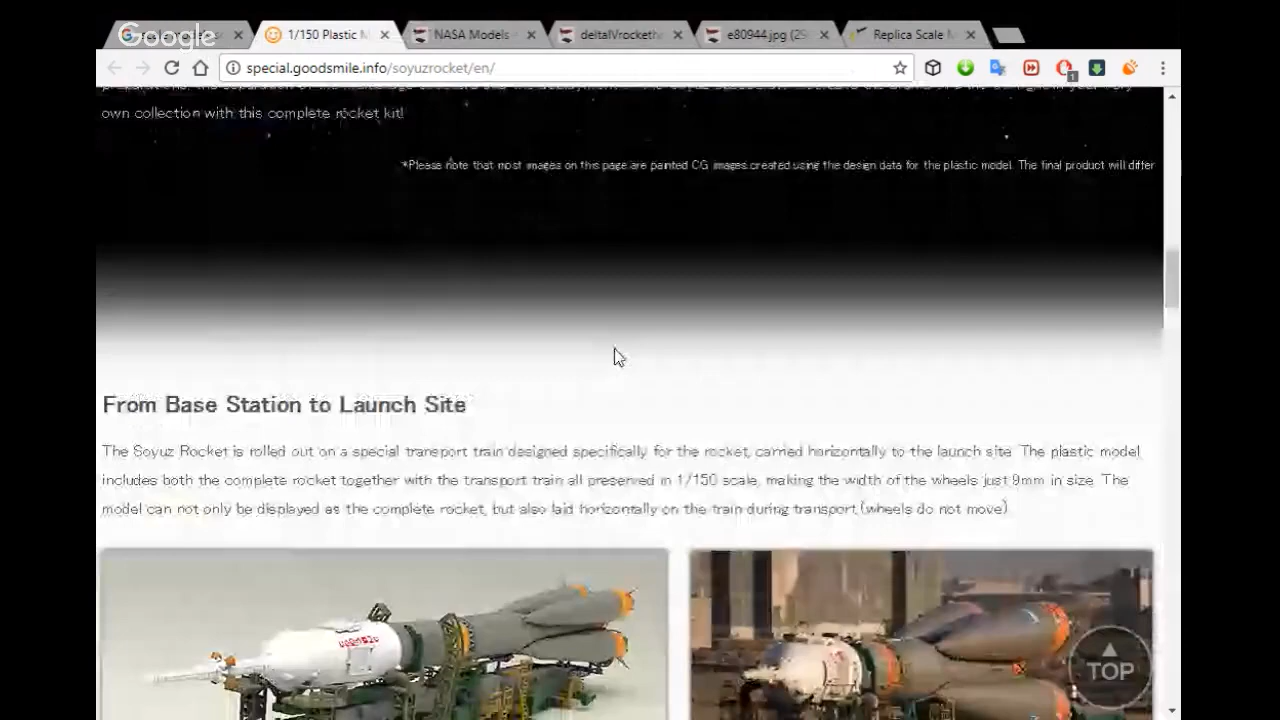 Google
1/150 Plastic M
NASA Models -
deltaIVrocketh
e80944.jpg (29
Replica Scale M
special.goodsmile.info/soyuzrocket/en/
1
own collection with this complete rocket kit!
*Please note that most images on this page are painted CG images created using the design data for the plastic model. The final product will differ
From Base Station to Launch Site
The Soyuz Rocket is rolled out on a special transport train designed specifically for the rocket, carried horizontally to the launch site. The plastic model
includes both the complete rocket together with the transport train all preserved in 1/150 scale, making the width of the wheels just 9mm in size. The
model can not only be displayed as the complete rocket, but also laid horizontally on the train during transport.(wheels do not move)
TOP